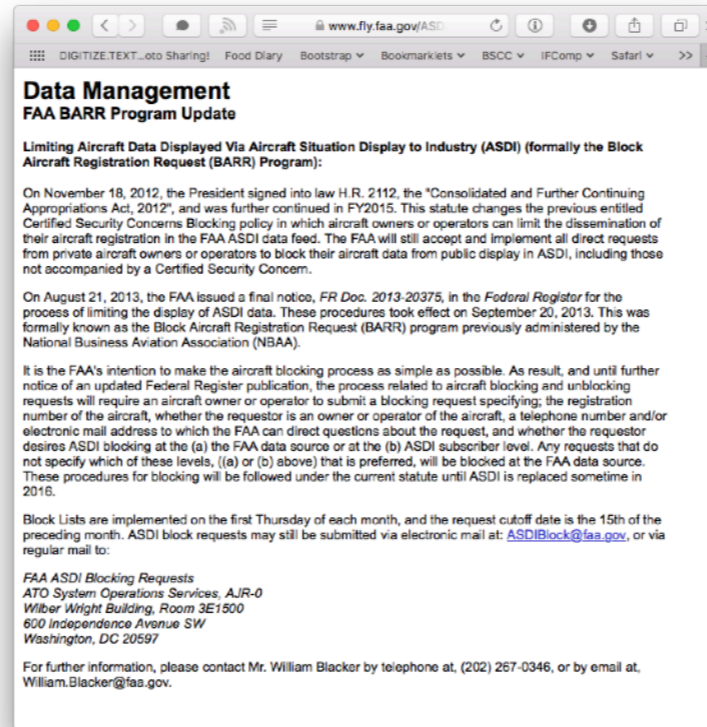 www.fly.faa.gov/ASD
DIGITIZE.TEXT...oto Sharing! Food Diary Bootstrap Bookmarklets BSCC IFComp Safari >>
Data Management
FAA BARR Program Update
Limiting Aircraft Data Displayed Via Aircraft Situation Display to Industry (ASDI) (formally the Block
Aircraft Registration Request (BARR) Program):
On November 18, 2012, the President signed into law H.R. 2112, the "Consolidated and Further Continuing
Appropriations Act, 2012", and was further continued in FY2015. This statute changes the previous entitled
Certified Security Concerns Blocking policy in which aircraft owners or operators can limit the dissemination of
their aircraft registration in the FAA ASDI data feed. The FAA will still accept and implement all direct requests
from private aircraft owners or operators to block their aircraft data from public display in ASDI, including those
not accompanied by a Certified Security Concern.
On August 21, 2013, the FAA issued a final notice, FR Doc. 2013-20375, in the Federal Register for the
process of limiting the display of ASDI data. These procedures took effect on September 20, 2013. This was
formally known as the Block Aircraft Registration Request (BARR) program previously administered by the
National Business Aviation Association (NBAA).
It is the FAA's intention to make the aircraft blocking process as simple as possible. As result, and until further
notice of an updated Federal Register publication, the process related to aircraft blocking and unblocking
requests will require an aircraft owner or operator to submit a blocking request specifying; the registration
number of the aircraft, whether the requestor is an owner or operator of the aircraft, a telephone number and/or
electronic mail address to which the FAA can direct questions about the request, and whether the requestor
desires ASDI blocking at the (a) the FAA data source or at the (b) ASDI subscriber level. Any requests that do
not specify which of these levels, ((a) or (b) above) that is preferred, will be blocked at the FAA data source.
These procedures for blocking will be followed under the current statute until ASDI is replaced sometime in
2016.
Block Lists are implemented on the first Thursday of each month, and the request cutoff date is the 15th of the
preceding month. ASDI block requests may still be submitted via electronic mail at: ASDIBlock@faa.gov, or via
regular mail to:
FAA ASDI Blocking Requests
ATO System Operations Services, AJR-0
Wilber Wright Building, Room 3E1500
600 Independence Avenue SW
Washington, DC 20597
For further information, please contact Mr. William Blacker by telephone at, (202) 267-0346, or by email at,
William.Blacker@faa.gov.